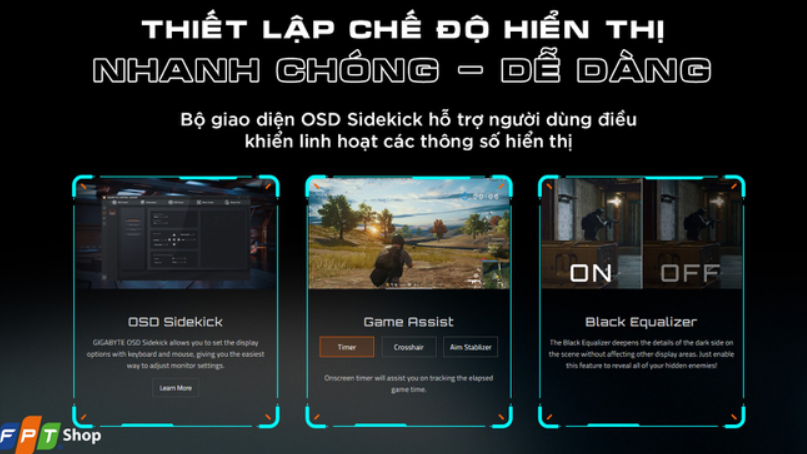 THIẾT LẬP CHẾ ĐỘ HIỂN THỊ
NHANH CHÓNG – DỄ DÀNG
Bộ giao diện OSD Sidekick hỗ trợ người dùng điều
khiển linh hoạt các thông số hiển thị
OSD Sidekick
GIGABYTE OSD Sidekick allows you to set the display
options with keyboard and mouse, giving you the easiest
way to adjust monitor settings.
Learn More
Game Assist
Timer
Crosshair
Aim Stablizer
Onscreen timer will assist you on tracking the elapsed
game time.
ON
OFF
Black Equalizer
The Black Equalizer deepens the details of the dark side on
the scene without affecting other display areas. Just enable
this feature to reveal all of your hidden enemies!
FPT Shop